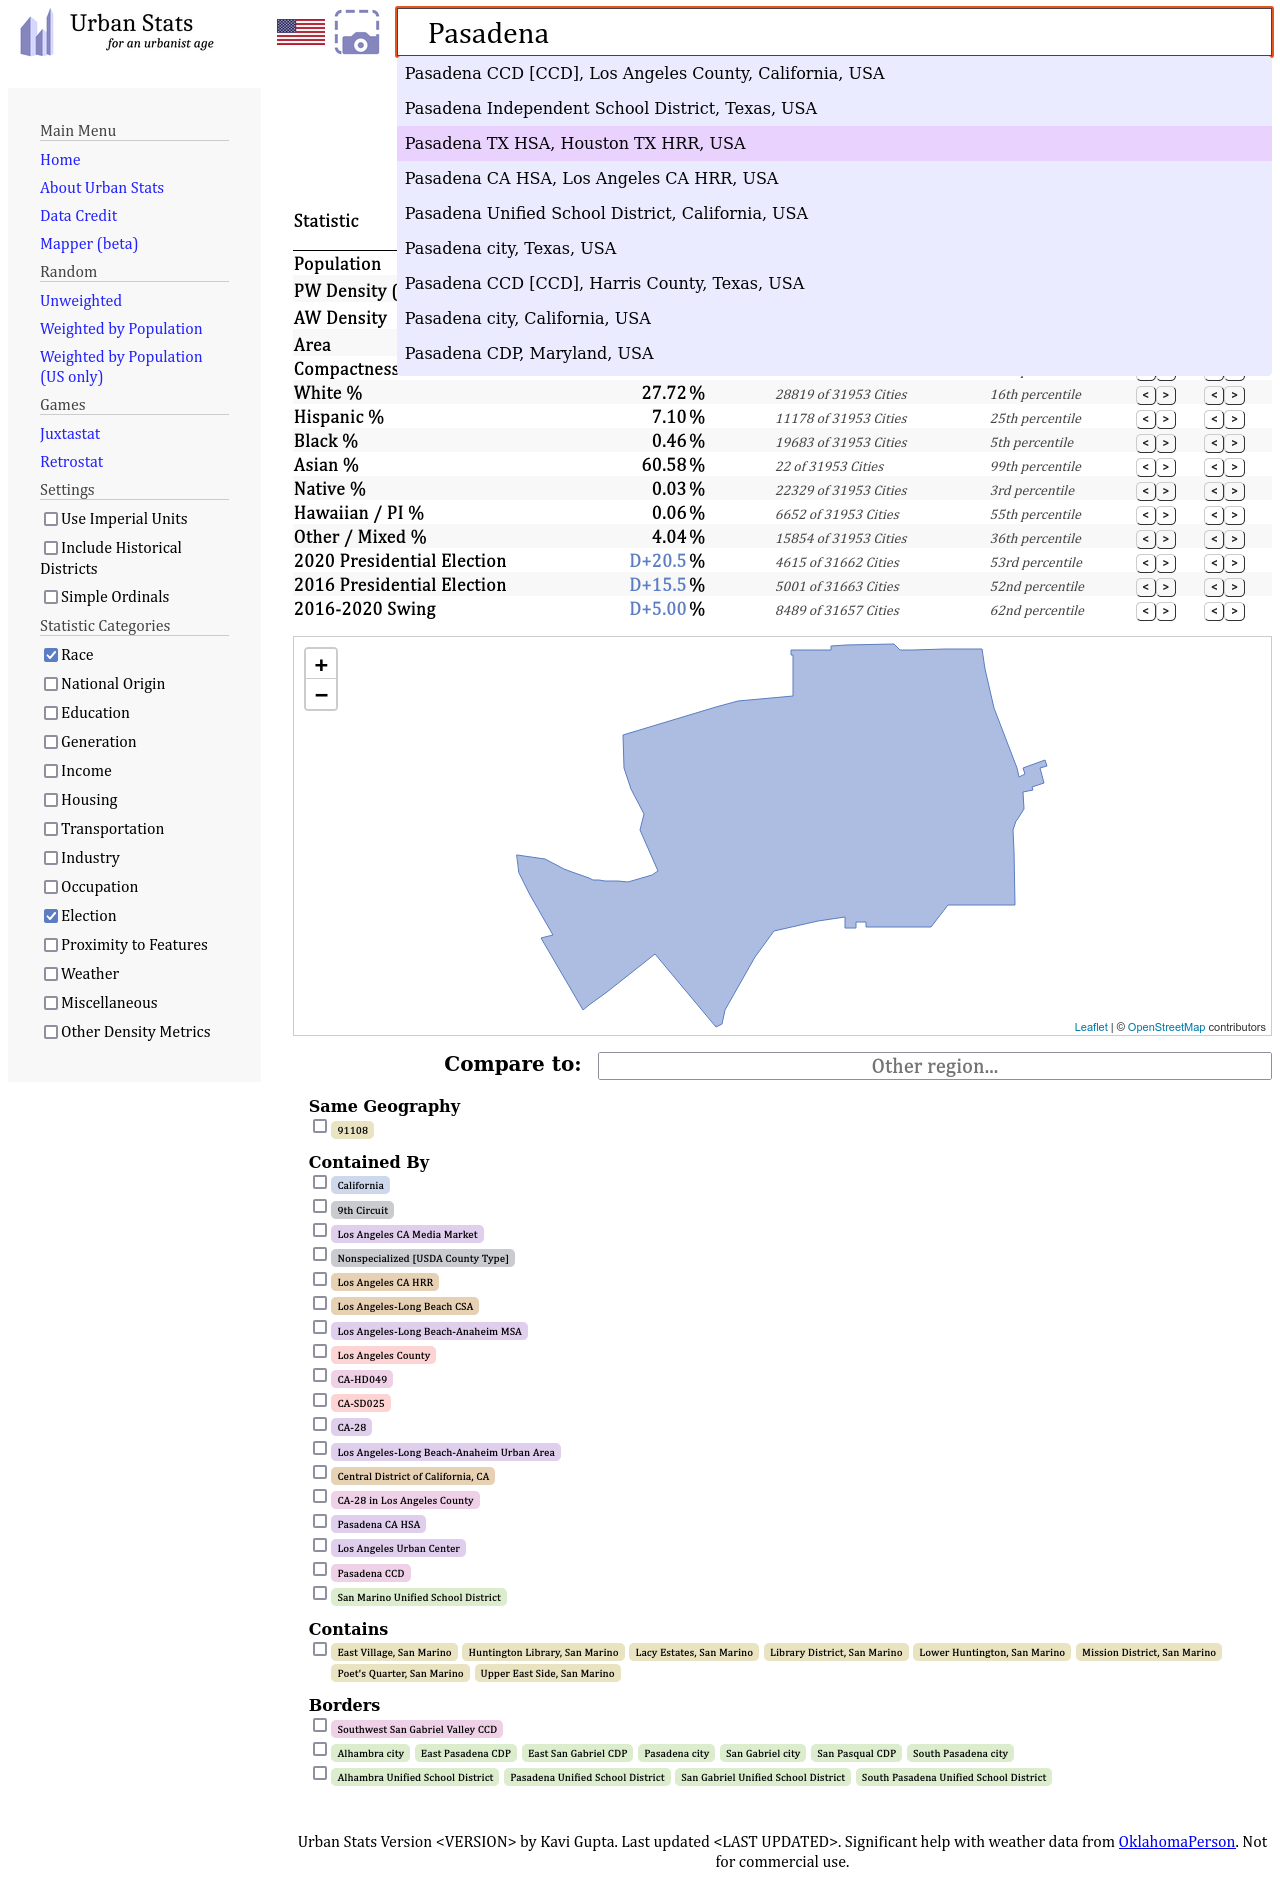 Urban Stats
for an urbanist age
Pasadena
Pasadena CCD [CCD], Los Angeles County, California, USA
Pasadena Independent School District, Texas, USA
Pasadena TX HSA, Houston TX HRR, USA
Pasadena CA HSA, Los Angeles CA HRR, USA
Pasadena Unified School District, California, USA
Pasadena city, Texas, USA
Pasadena CCD [CCD], Harris County, Texas, USA
Pasadena city, California, USA
Pasadena CDP, Maryland, USA
Main Menu
Home
About Urban Stats
Data Credit
Mapper (beta)
Random
Unweighted
Weighted by Population
Weighted by Population
(US only)
Games
Juxtastat
Retrostat
Settings
Use Imperial Units
Include Historical
Districts
Simple Ordinals
Statistic Categories
Race
National Origin
Education
Generation
Income
Housing
Transportation
Industry
Occupation
Election
Proximity to Features
Weather
Miscellaneous
Other Density Metrics
Statistic
Population
PW Density (
AW Density
Area
Compactness
White % 27.72% 28819 of 31953 Cities 16th percentile < > < >
Hispanic % 7.10% 11178 of 31953 Cities 25th percentile < > < >
Black % 0.46% 19683 of 31953 Cities 5th percentile < > < >
Asian % 60.58% 22 of 31953 Cities 99th percentile < > < >
Native % 0.03% 22329 of 31953 Cities 3rd percentile < > < >
Hawaiian / PI % 0.06% 6652 of 31953 Cities 55th percentile < > < >
Other / Mixed % 4.04% 15854 of 31953 Cities 36th percentile < > < >
2020 Presidential Election D+20.5% 4615 of 31662 Cities 53rd percentile < > < >
2016 Presidential Election D+15.5% 5001 of 31663 Cities 52nd percentile < > < >
2016-2020 Swing D+5.00% 8489 of 31657 Cities 62nd percentile < > < >
+
−
Leaflet | © OpenStreetMap contributors
Compare to: Other region...
Same Geography
91108
Contained By
California
9th Circuit
Los Angeles CA Media Market
Nonspecialized [USDA County Type]
Los Angeles CA HRR
Los Angeles-Long Beach CSA
Los Angeles-Long Beach-Anaheim MSA
Los Angeles County
CA-HD049
CA-SD025
CA-28
Los Angeles-Long Beach-Anaheim Urban Area
Central District of California, CA
CA-28 in Los Angeles County
Pasadena CA HSA
Los Angeles Urban Center
Pasadena CCD
San Marino Unified School District
Contains
East Village, San Marino Huntington Library, San Marino Lacy Estates, San Marino Library District, San Marino Lower Huntington, San Marino Mission District, San Marino
Poet's Quarter, San Marino Upper East Side, San Marino
Borders
Southwest San Gabriel Valley CCD
Alhambra city East Pasadena CDP East San Gabriel CDP Pasadena city San Gabriel city San Pasqual CDP South Pasadena city
Alhambra Unified School District Pasadena Unified School District San Gabriel Unified School District South Pasadena Unified School District
Urban Stats Version <VERSION> by Kavi Gupta. Last updated <LAST UPDATED>. Significant help with weather data from OklahomaPerson. Not
for commercial use.